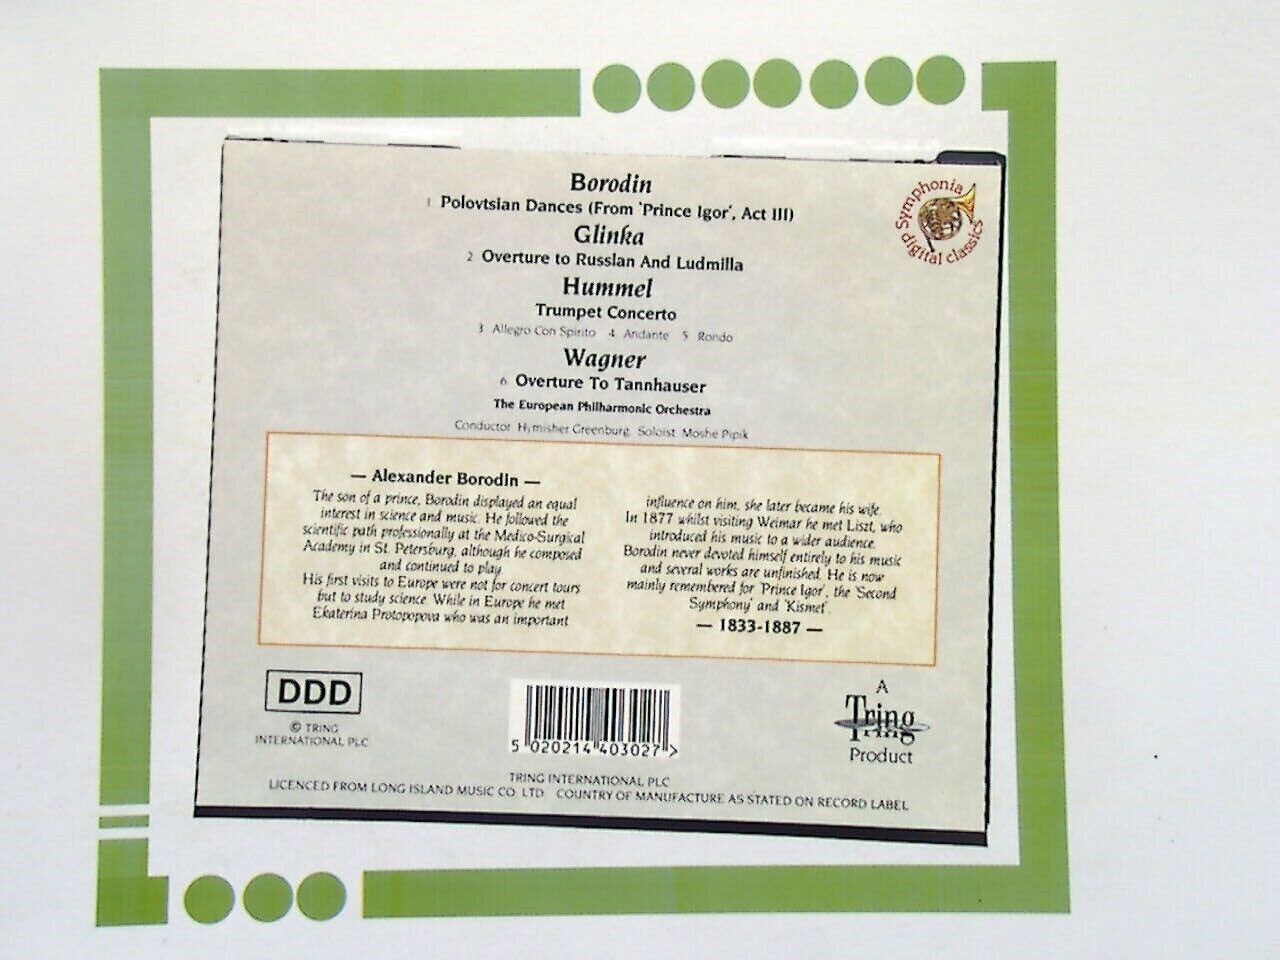 Borodin
1 Polovtsian Dances (From 'Prince Igor', Act III)
Glinka
2 Overture to Russlan And Ludmilla
Hummel
Trumpet Concerto
3 Allegro Con Spirito 4 Andante 5 Rondo
Wagner
6 Overture To Tannhauser
The European Philharmonic Orchestra
Conductor Hymisher Greenburg. Soloist Moshe Pipik
Symphonia
digital classics
— Alexander Borodin —
The son of a prince, Borodin displayed an equal
interest in science and music. He followed the
scientific path professionally at the Medico-Surgical
Academy in St. Petersburg, although he composed
and continued to play.
His first visits to Europe were not for concert tours
but to study science. While in Europe he met
Ekaterina Protopopova who was an important
influence on him, she later became his wife.
In 1877 whilst visiting Weimar he met Liszt, who
introduced his music to a wider audience.
Borodin never devoted himself entirely to his music
and several works are unfinished. He is now
mainly remembered for 'Prince Igor', the 'Second
Symphony' and 'Kismet'.
— 1833-1887 —
DDD
© TRING
INTERNATIONAL PLC
5 020214 403027 >
A
Tring
Product
TRING INTERNATIONAL PLC
LICENCED FROM LONG ISLAND MUSIC CO. LTD. COUNTRY OF MANUFACTURE AS STATED ON RECORD LABEL